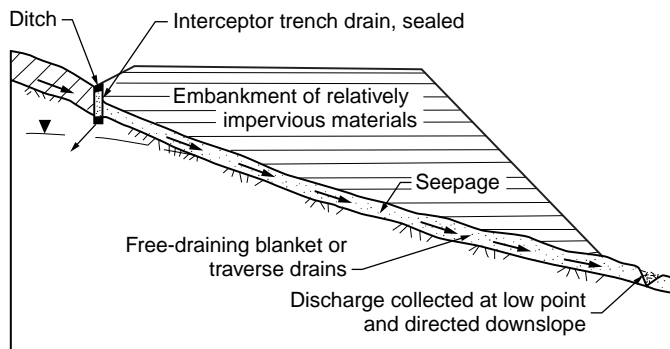 Ditch
Interceptor trench drain, sealed
Embankment of relatively
impervious materials
Seepage
Free-draining blanket or
traverse drains
Discharge collected at low point
and directed downslope